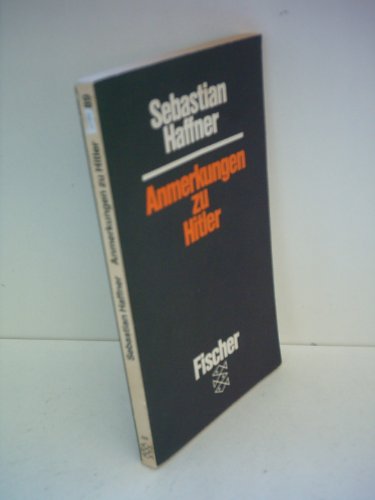 Sebastian
Haffner
Anmerkungen
zu
Hitler
Fischer
Sebastian Haffner Anmerkungen zu Hitler